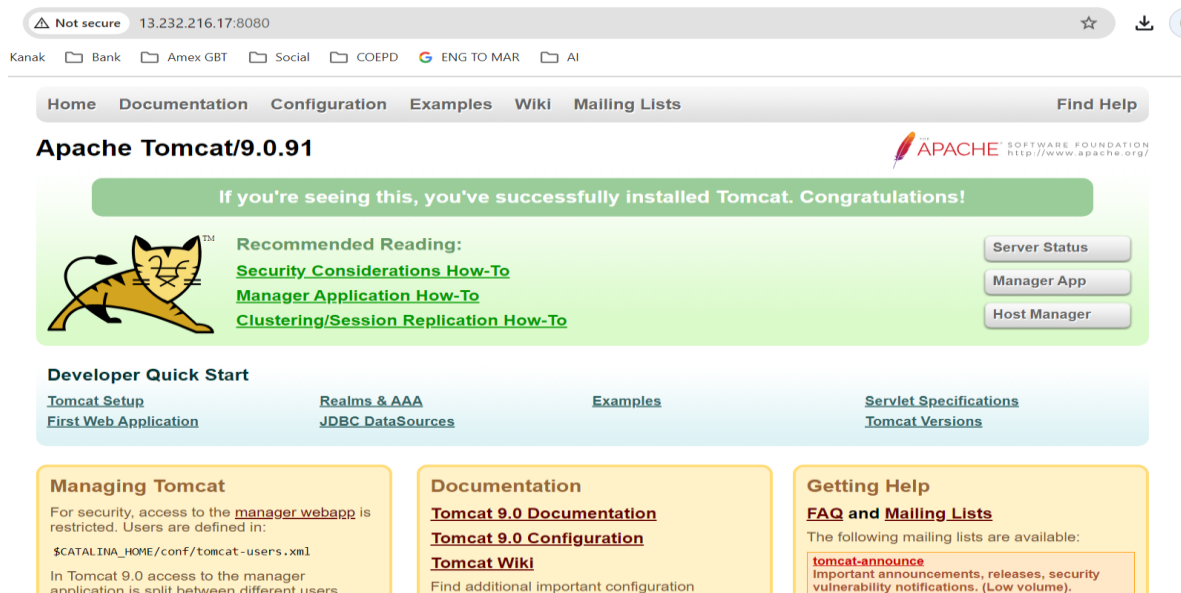 Not secure 13.232.216.17:8080
Kanak Bank Amex GBT Social COEPD ENG TO MAR AI
Home Documentation Configuration Examples Wiki Mailing Lists Find Help
Apache Tomcat/9.0.91
THE APACHE SOFTWARE FOUNDATION
http://www.apache.org/
If you're seeing this, you've successfully installed Tomcat. Congratulations!
TM
Recommended Reading:
Security Considerations How-To
Manager Application How-To
Clustering/Session Replication How-To
Server Status
Manager App
Host Manager
Developer Quick Start
Tomcat Setup
First Web Application
Realms & AAA
JDBC DataSources
Examples
Servlet Specifications
Tomcat Versions
Managing Tomcat
For security, access to the manager webapp is
restricted. Users are defined in:
$CATALINA_HOME/conf/tomcat-users.xml
In Tomcat 9.0 access to the manager
application is split between different users.
Documentation
Tomcat 9.0 Documentation
Tomcat 9.0 Configuration
Tomcat Wiki
Find additional important configuration
Getting Help
FAQ and Mailing Lists
The following mailing lists are available:
tomcat-announce
Important announcements, releases, security
vulnerability notifications. (Low volume).